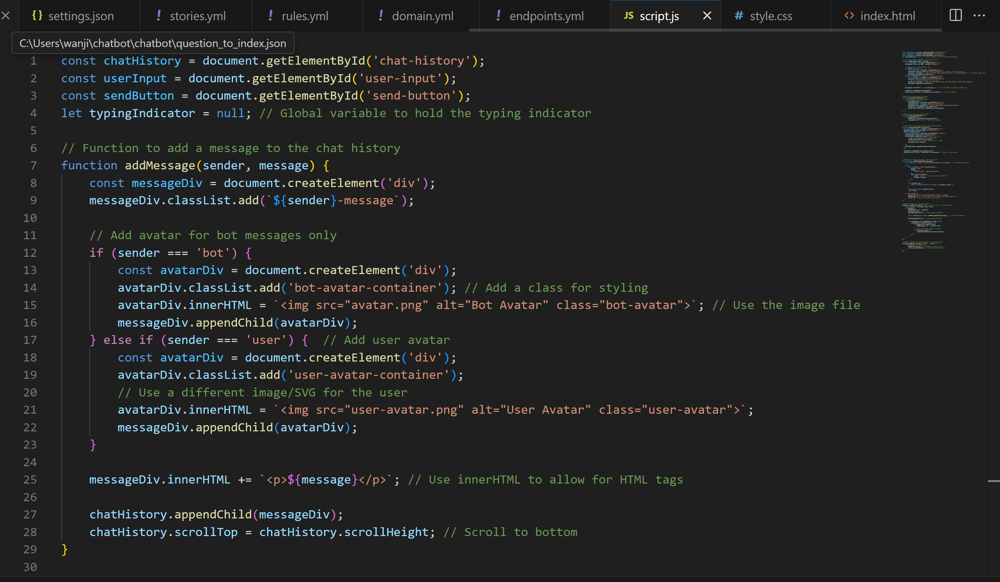 settings.json
stories.yml
rules.yml
domain.yml
endpoints.yml
JS script.js
# style.css
index.html
C:\Users\wanji\chatbot\chatbot\question_to_index.json
1 const chatHistory = document.getElementById('chat-history');
2 const userInput = document.getElementById('user-input');
3 const sendButton = document.getElementById('send-button');
4 let typingIndicator = null; // Global variable to hold the typing indicator
5
6 // Function to add a message to the chat history
7 function addMessage(sender, message) {
8     const messageDiv = document.createElement('div');
9     messageDiv.classList.add(`${sender}-message`);
10
11     // Add avatar for bot messages only
12     if (sender === 'bot') {
13         const avatarDiv = document.createElement('div');
14         avatarDiv.classList.add('bot-avatar-container'); // Add a class for styling
15         avatarDiv.innerHTML = `<img src="avatar.png" alt="Bot Avatar" class="bot-avatar">`; // Use the image file
16         messageDiv.appendChild(avatarDiv);
17     } else if (sender === 'user') {  // Add user avatar
18         const avatarDiv = document.createElement('div');
19         avatarDiv.classList.add('user-avatar-container');
20         // Use a different image/SVG for the user
21         avatarDiv.innerHTML = `<img src="user-avatar.png" alt="User Avatar" class="user-avatar">`;
22         messageDiv.appendChild(avatarDiv);
23     }
24
25     messageDiv.innerHTML += `<p>${message}</p>`; // Use innerHTML to allow for HTML tags
26
27     chatHistory.appendChild(messageDiv);
28     chatHistory.scrollTop = chatHistory.scrollHeight; // Scroll to bottom
29 }
30